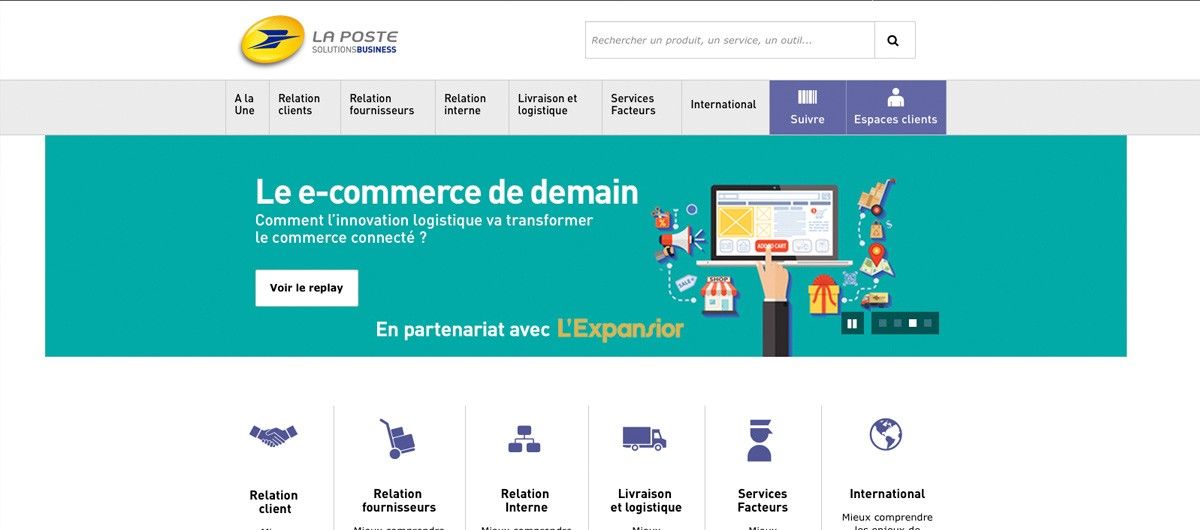 LA POSTE
SOLUTIONSBUSINESS
Rechercher un produit, un service, un outil...
A la
Une
Relation
clients
Relation
fournisseurs
Relation
interne
Livraison et
logistique
Services
Facteurs
International
Suivre
Espaces clients
Le e-commerce de demain
Comment l'innovation logistique va transformer
le commerce connecté ?
Voir le replay
ADD TO CART
SALE
SHOP
En partenariat avec L'Expansior
Relation
client
Relation
fournisseurs
Mieux comprendre
Relation
Interne
Mieux comprendre
Livraison
et logistique
Mieux
Services
Facteurs
Mieux
International
Mieux comprendre
les enjeux de